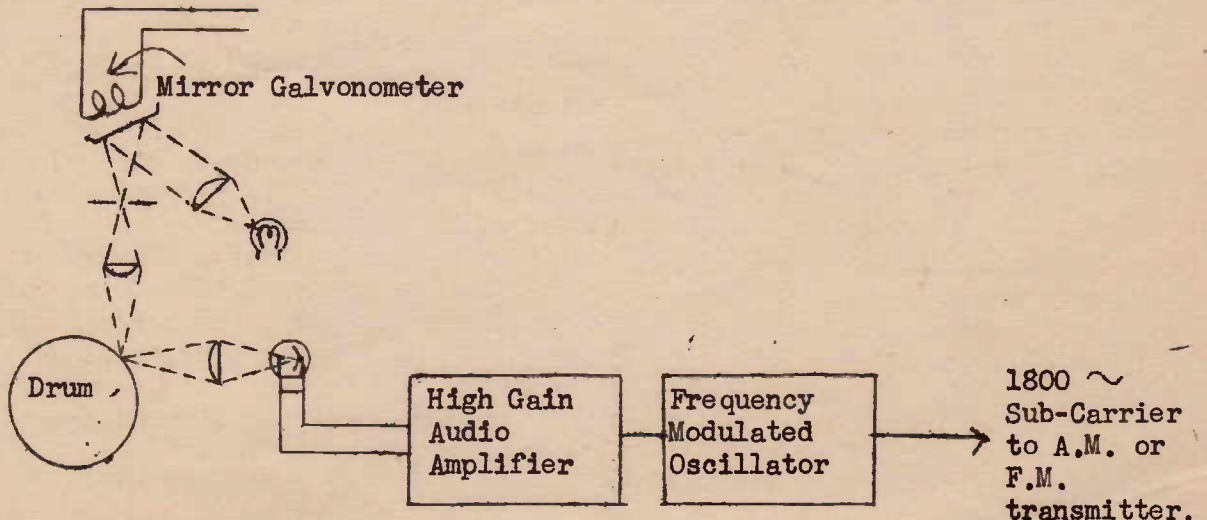 Mirror Galvonometer
Drum
High Gain
Audio
Amplifier
Frequency
Modulated
Oscillator
1800 ~
Sub-Carrier
to A.M. or
F.M.
transmitter.